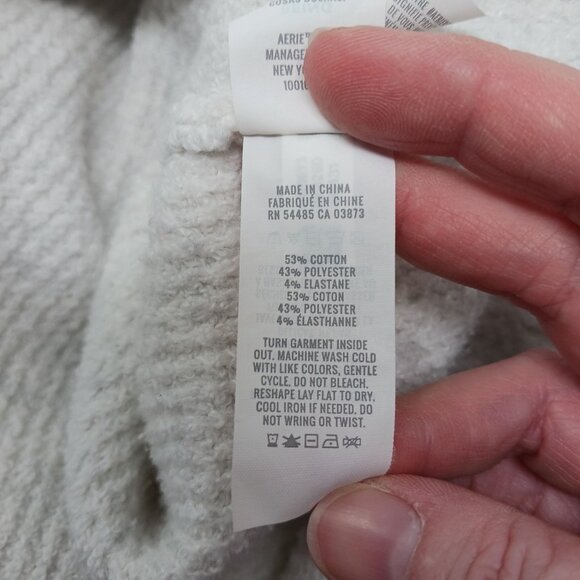 AERIE
MANAGE
NEW YO
1001
MADE IN CHINA
FABRIQUÉ EN CHINE
RN 54485 CA 03873
53% COTTON
43% POLYESTER
4% ELASTANE
53% COTON
43% POLYESTER
4% ÉLASTHANNE
TURN GARMENT INSIDE
OUT. MACHINE WASH COLD
WITH LIKE COLORS, GENTLE
CYCLE. DO NOT BLEACH.
RESHAPE LAY FLAT TO DRY.
COOL IRON IF NEEDED. DO
NOT WRING OR TWIST.